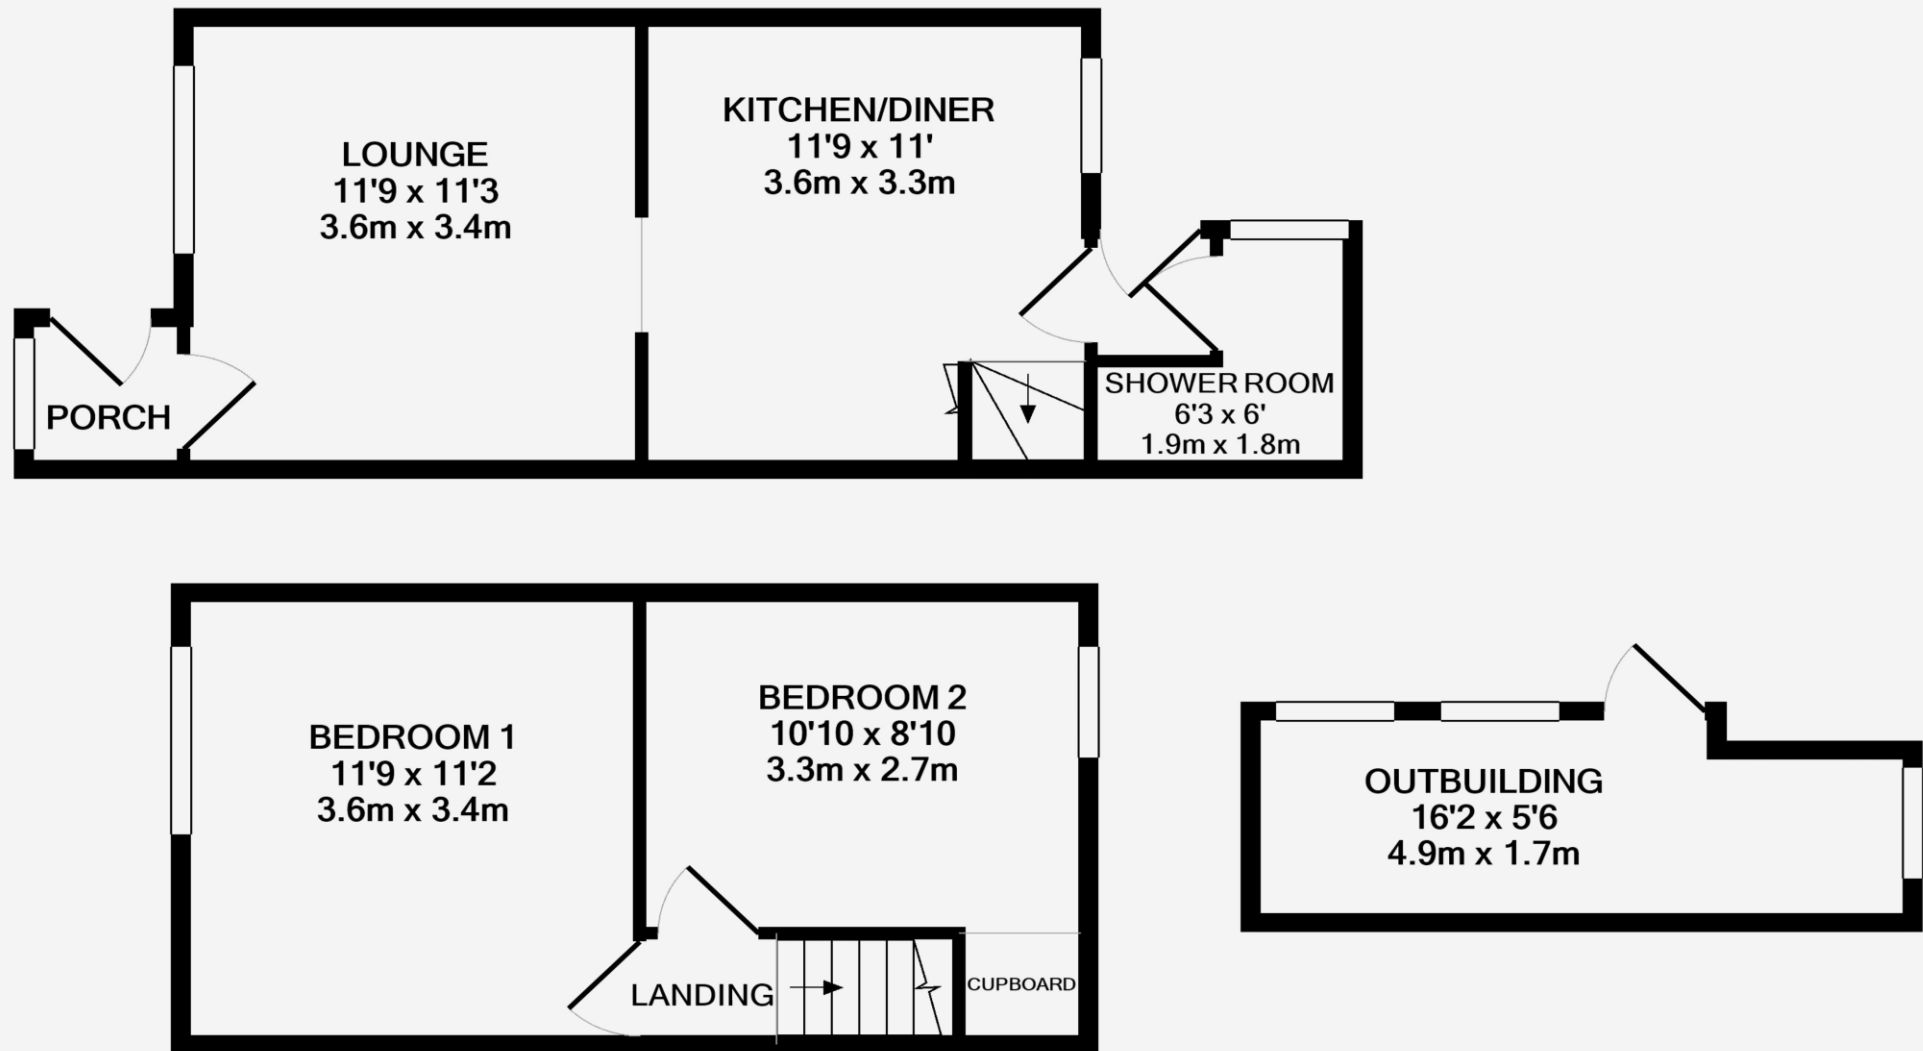 LOUNGE
11'9 x 11'3
3.6m x 3.4m
KITCHEN/DINER
11'9 x 11'
3.6m x 3.3m
PORCH
SHOWER ROOM
6'3 x 6'
1.9m x 1.8m
BEDROOM 1
11'9 x 11'2
3.6m x 3.4m
BEDROOM 2
10'10 x 8'10
3.3m x 2.7m
LANDING
CUPBOARD
OUTBUILDING
16'2 x 5'6
4.9m x 1.7m